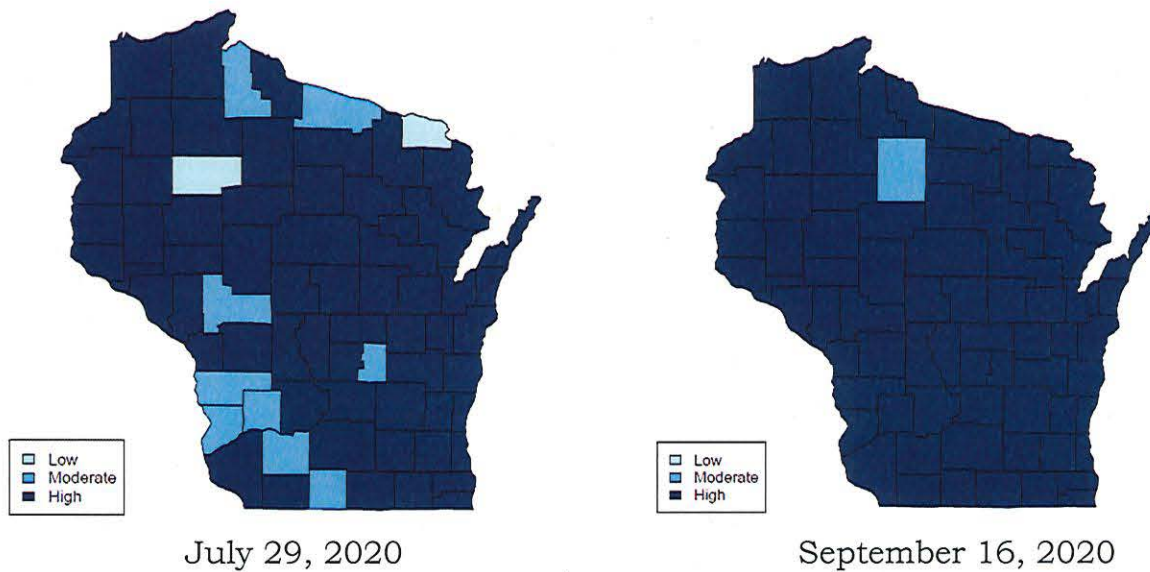 Low
Moderate
High
July 29, 2020
Low
Moderate
High
September 16, 2020